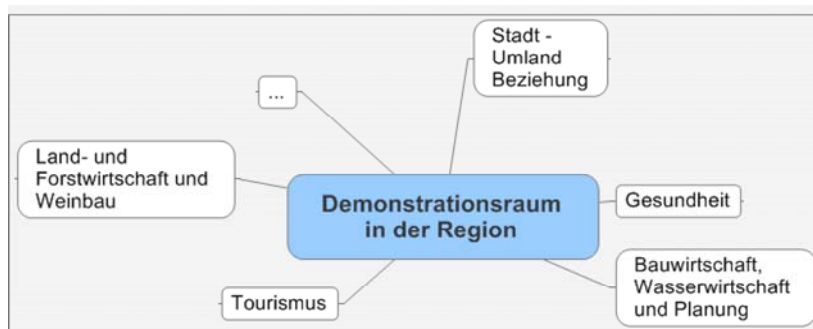 Stadt -
Umland
Beziehung
...
Land- und
Forstwirtschaft und
Weinbau
Demonstrationsraum
in der Region
Gesundheit
Bauwirtschaft,
Wasserwirtschaft
und Planung
Tourismus